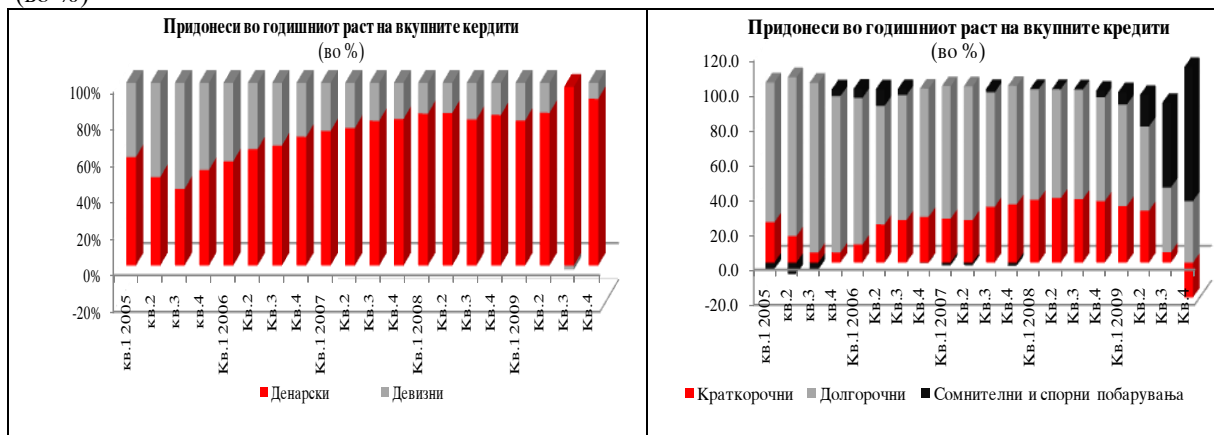 (во %)
Придонеси во годишниот раст на вкупните кердити
(во %)
100%
80%
60%
40%
20%
0%
-20%
кв.1 2005
кв.2
кв.3
кв.4
Кв.1 2006
Кв.2
Кв.3
Кв.4
Кв.1 2007
Кв.2
Кв.3
Кв.4
Кв.1 2008
Кв.2
Кв.3
Кв.4
Кв.1 2009
Кв.2
Кв.3
Кв.4
Денарски Девизни
Придонеси во годишниот раст на вкупните кредити
(во %)
120.0
100.0
80.0
60.0
40.0
20.0
0.0
-20.0
кв.1 2005
кв.2
кв.3
кв.4
Кв.1 2006
Кв.2
Кв.3
Кв.4
Кв.1 2007
Кв.2
Кв.3
Кв.4
Кв.1 2008
Кв.2
Кв.3
Кв.4
Кв.1 2009
Кв.2
Кв.3
Кв.4
Краткорочни Долгорочни Сомнителни и спорни побарувања